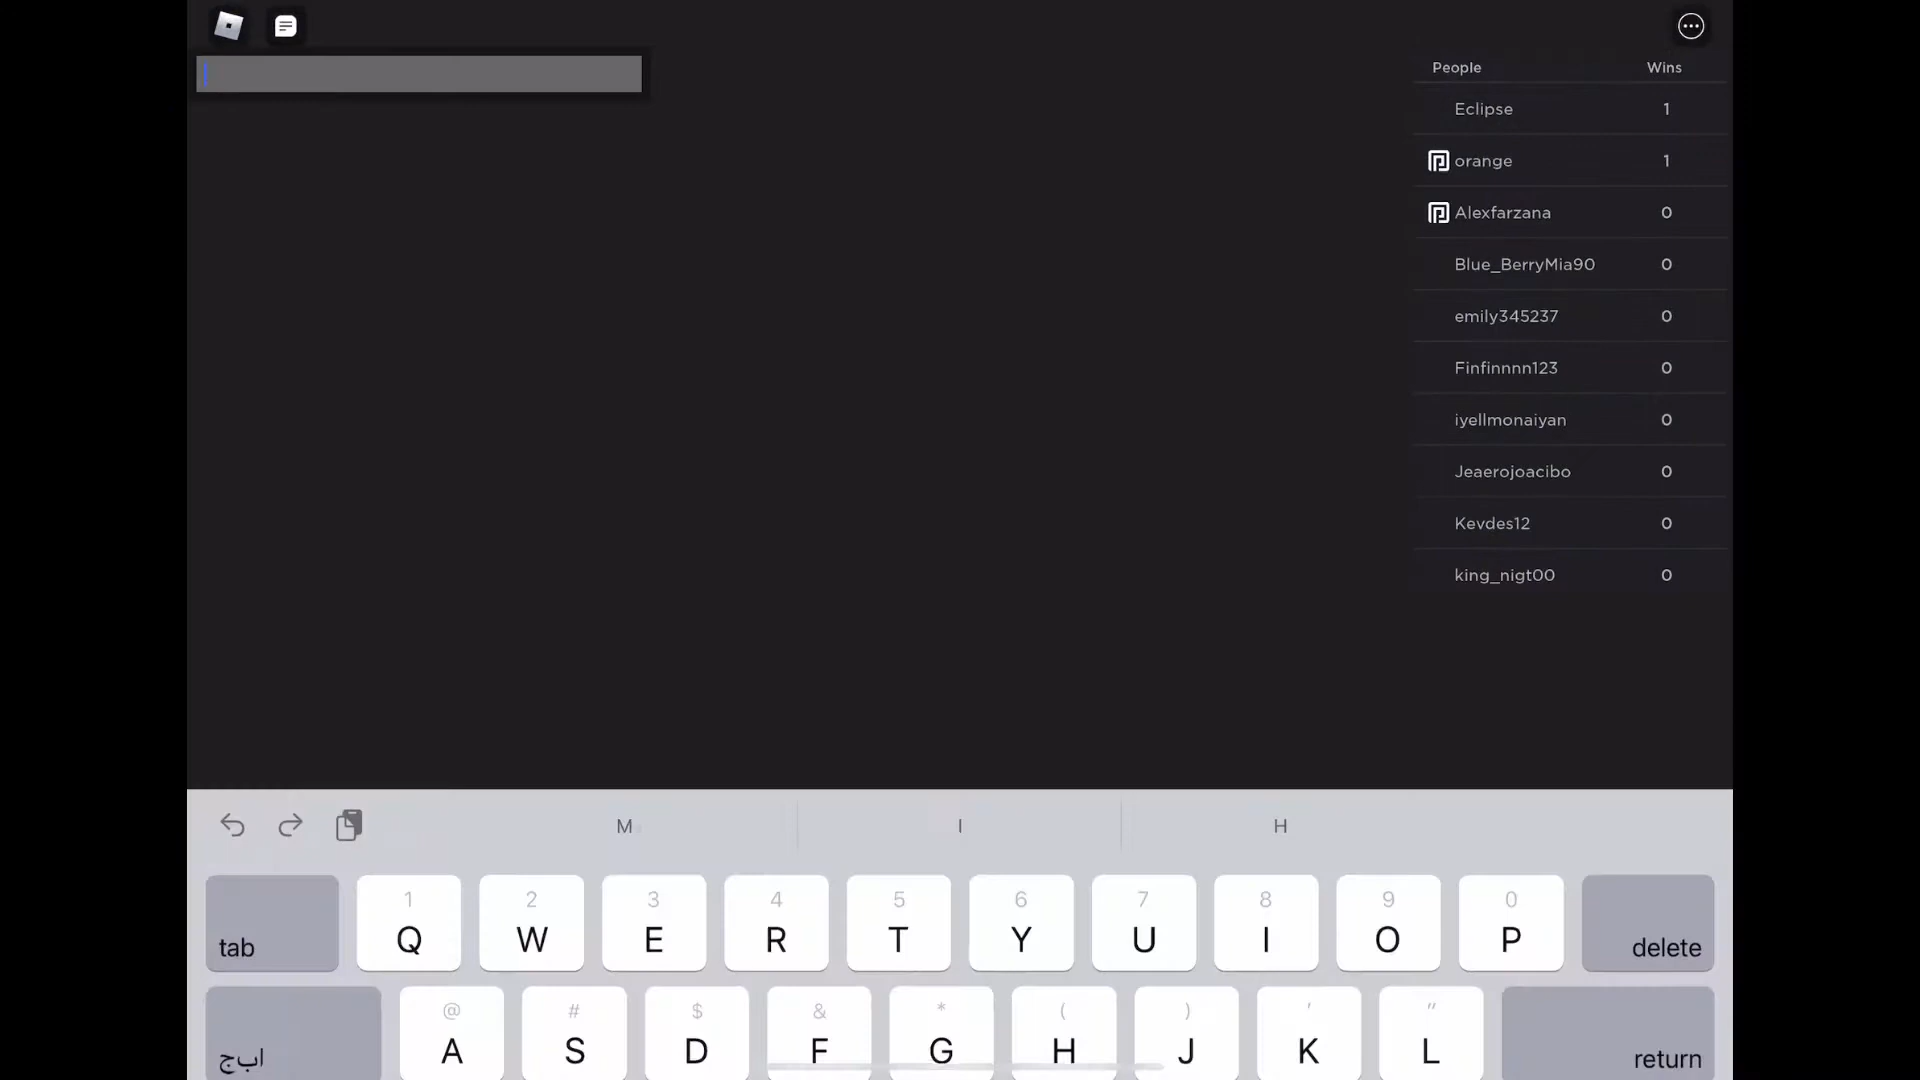 People Wins
Eclipse 1
orange 1
Alexfarzana 0
Blue_BerryMia90 0
emily345237 0
Finfinnnn123 0
iyellmonaiyan 0
Jeaerojoacibo 0
Kevdes12 0
king_nigt00 0
M I H
1 2 3 4 5 6 7 8 9 0
tab Q W E R T Y U I O P delete
@ # $ & * ( ) ' "
ابج A S D F G H J K L return